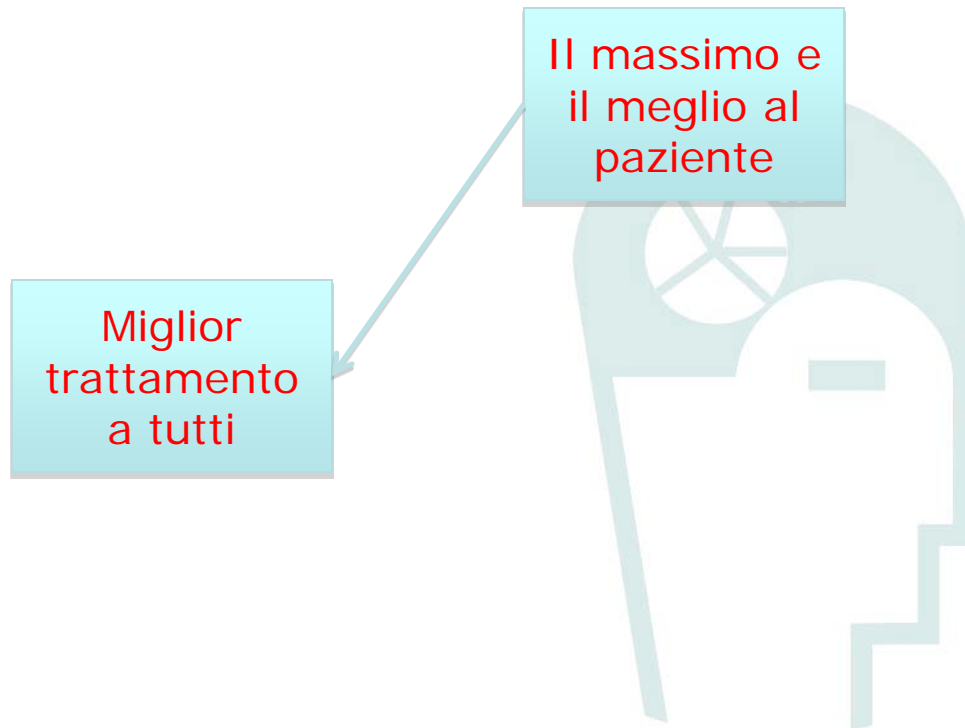 Il massimo e
il meglio al
paziente
Miglior
trattamento
a tutti